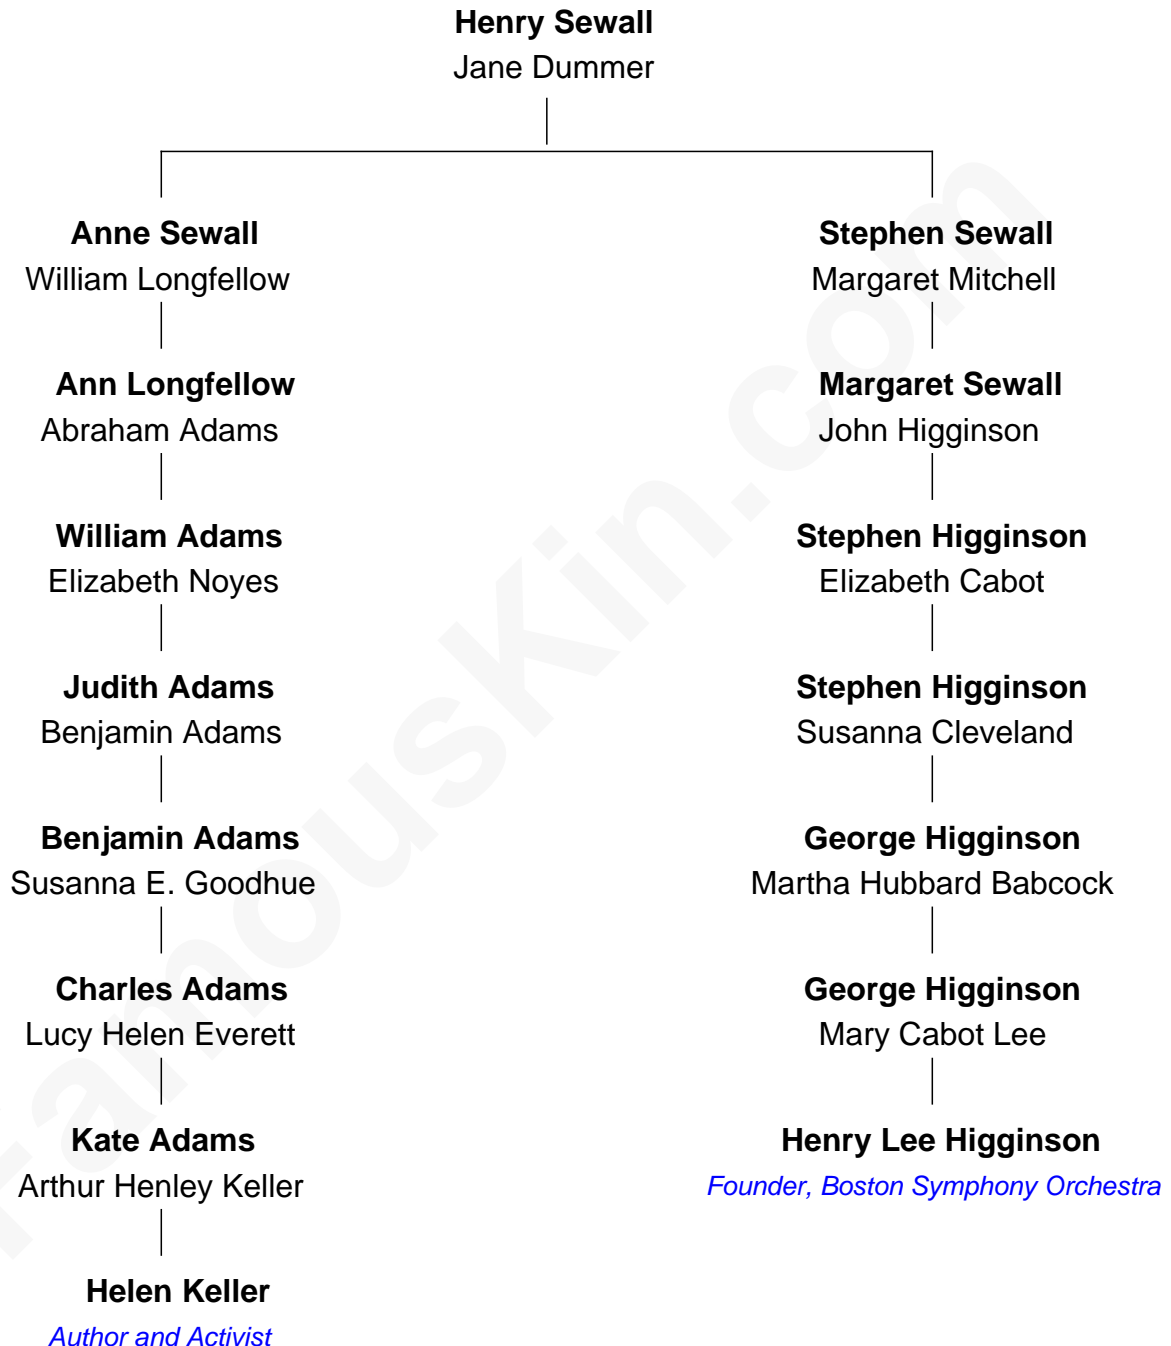 Henry Sewall
Jane Dummer
Anne Sewall
William Longfellow
Stephen Sewall
Margaret Mitchell
Ann Longfellow
Abraham Adams
Margaret Sewall
John Higginson
William Adams
Elizabeth Noyes
Stephen Higginson
Elizabeth Cabot
Judith Adams
Benjamin Adams
Stephen Higginson
Susanna Cleveland
Benjamin Adams
Susanna E. Goodhue
George Higginson
Martha Hubbard Babcock
Charles Adams
Lucy Helen Everett
George Higginson
Mary Cabot Lee
Kate Adams
Arthur Henley Keller
Henry Lee Higginson
Founder, Boston Symphony Orchestra
Helen Keller
Author and Activist
FamousKin.com